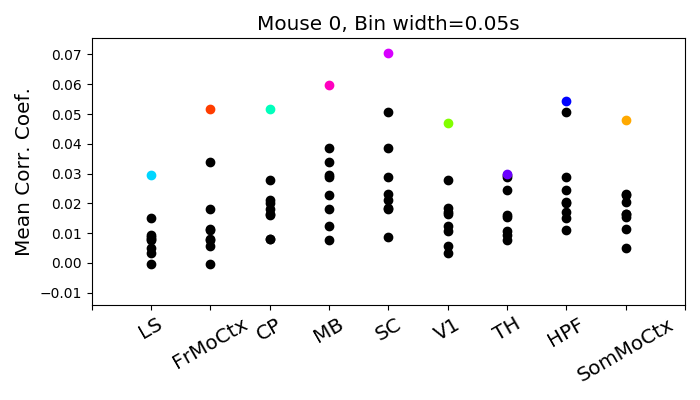 Mouse 0, Bin width=0.05s
Mean Corr. Coef.
0.07
0.06
0.05
0.04
0.03
0.02
0.01
0.00
−0.01
LS
FrMoCtx
CP
MB
SC
V1
TH
HPF
SomMoCtx